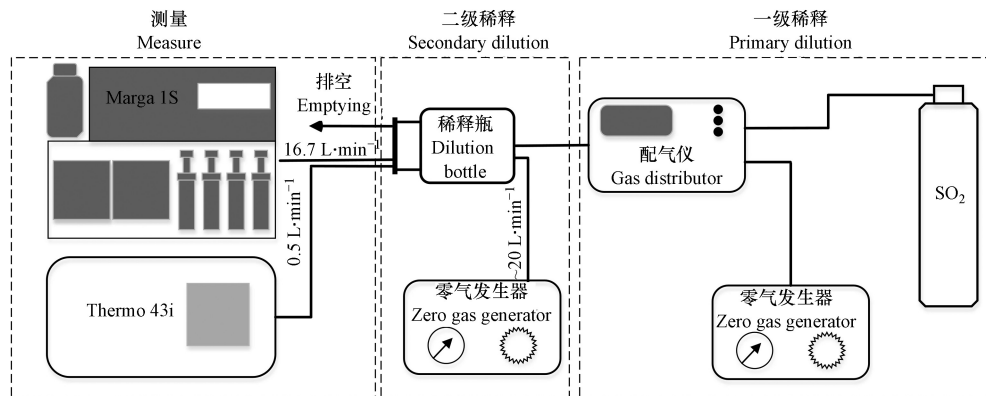 测量
Measure
二级稀释
Secondary dilution
一级稀释
Primary dilution
Marga 1S
排空
Emptying
16.7 L·min⁻¹
0.5 L·min⁻¹
Thermo 43i
稀释瓶
Dilution
bottle
~20 L·min⁻¹
零气发生器
Zero gas generator
配气仪
Gas distributor
SO₂
零气发生器
Zero gas generator